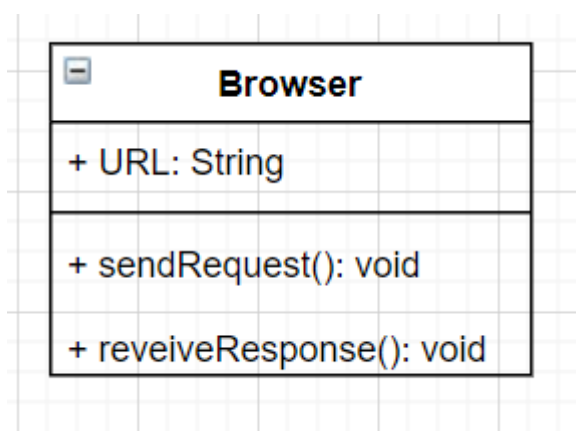 Browser
+ URL: String
+ sendRequest(): void
+ reveiveResponse(): void